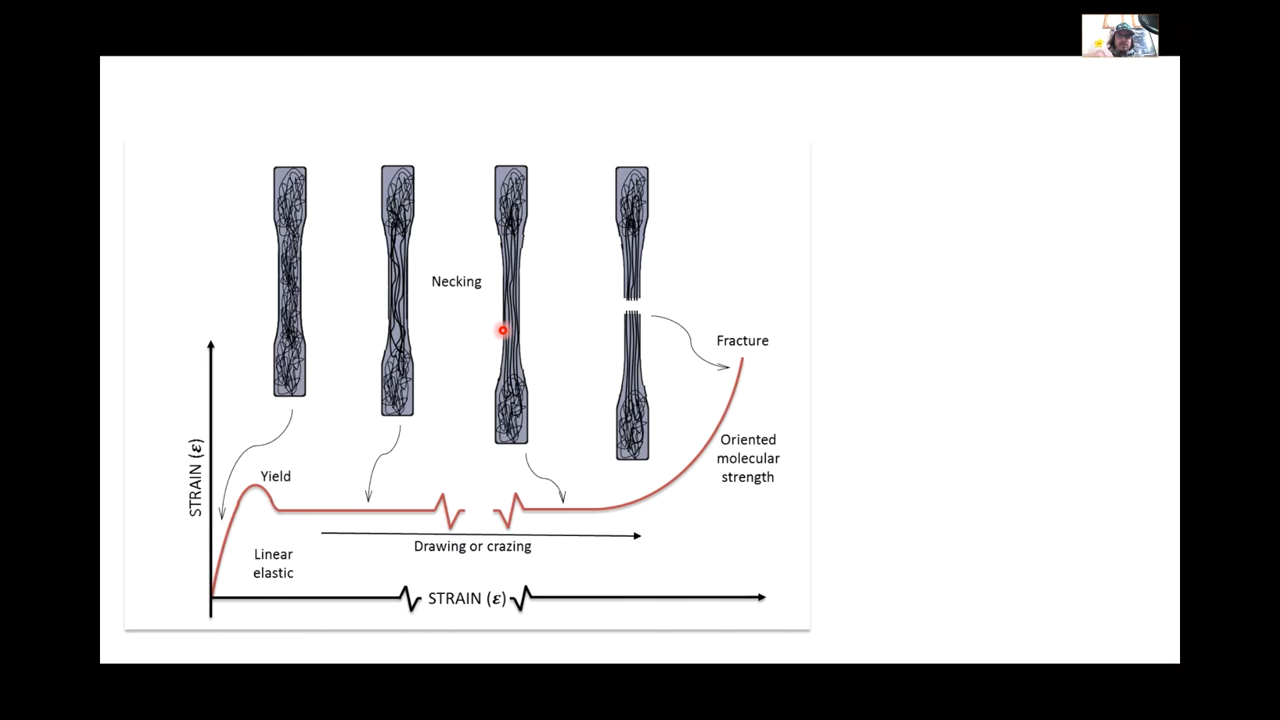 Necking
Fracture
Oriented
molecular
strength
STRAIN (ε)
Yield
Linear
elastic
Drawing or crazing
STRAIN (ε)